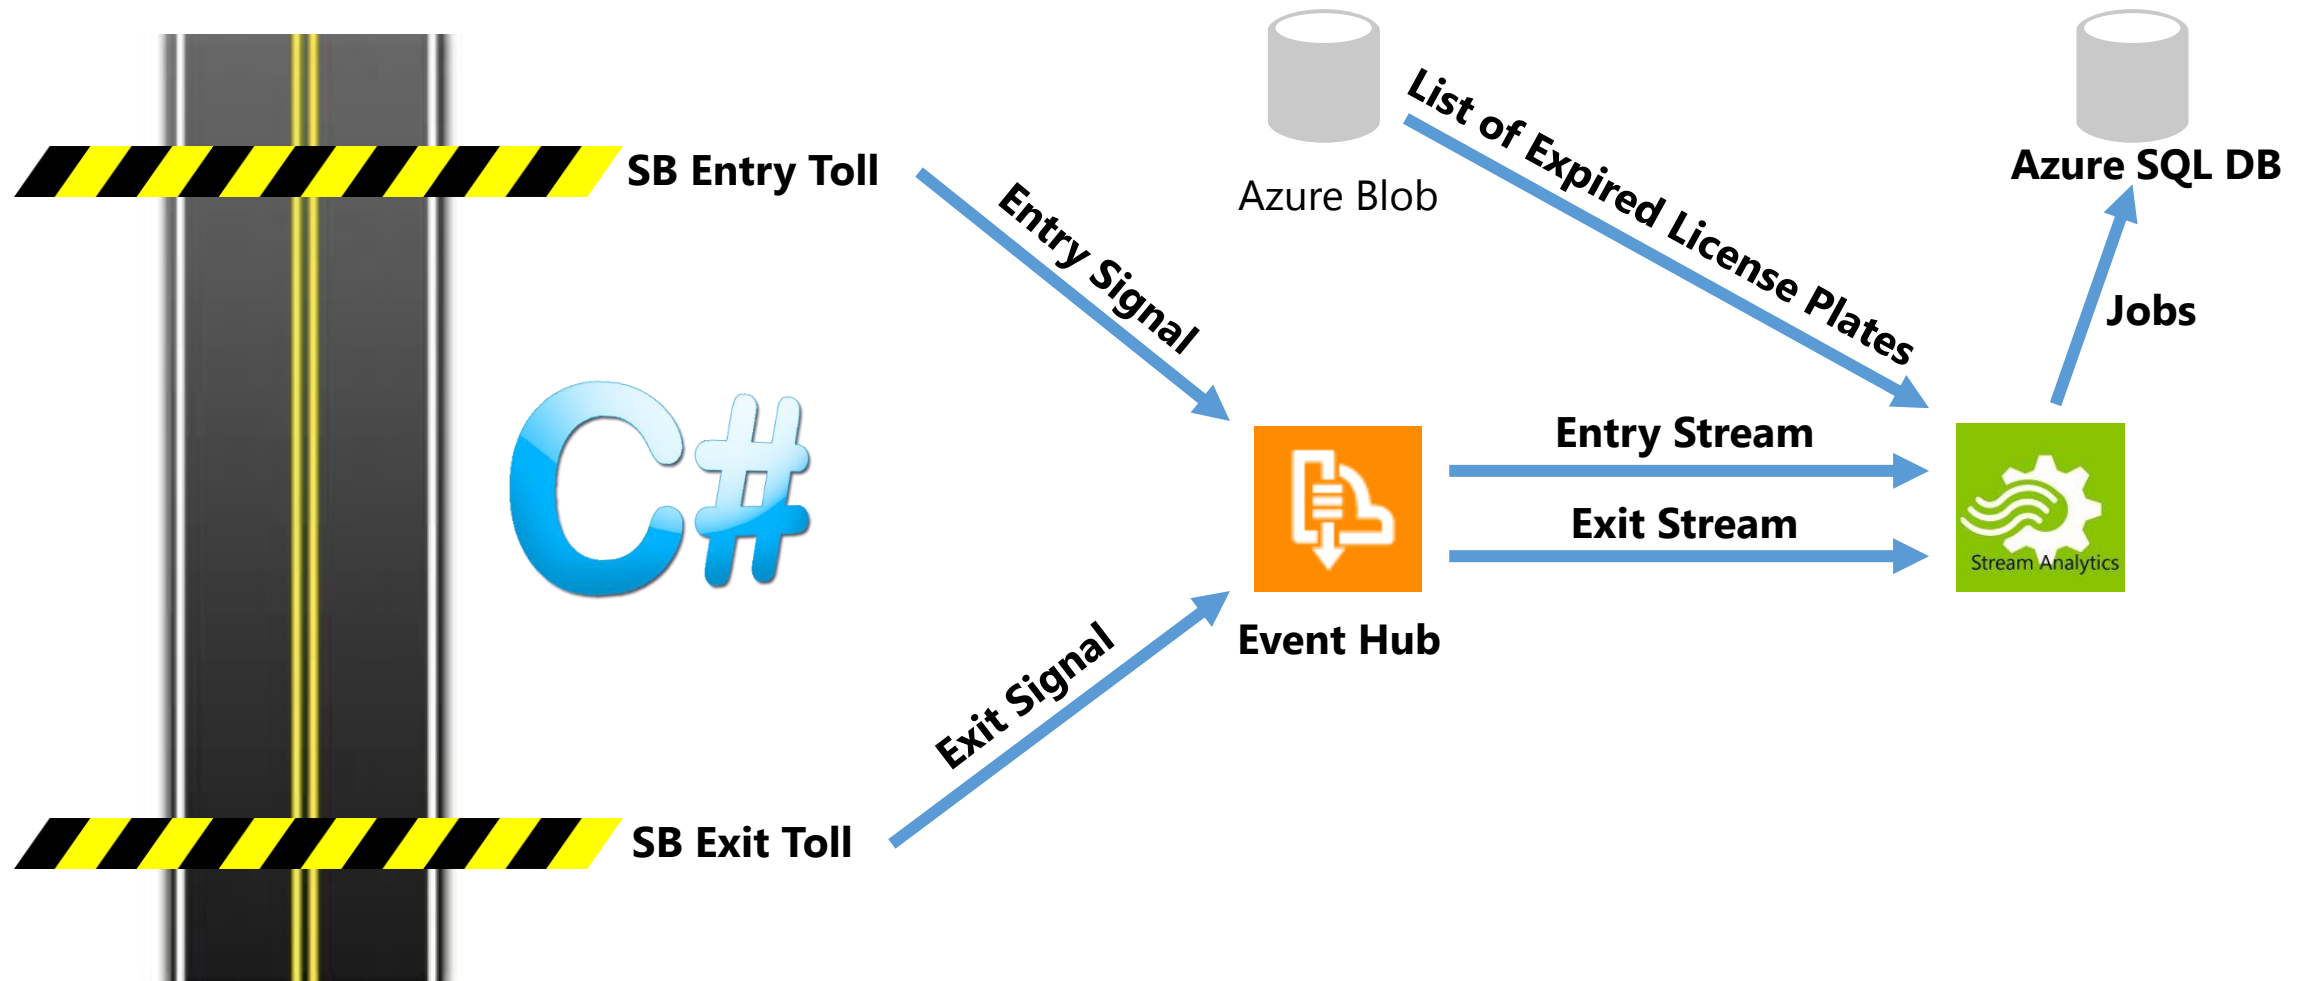 SB Entry Toll
Entry Signal
Azure Blob
List of Expired License Plates
Azure SQL DB
Jobs
C#
Entry Stream
Exit Stream
Stream Analytics
Event Hub
Exit Signal
SB Exit Toll